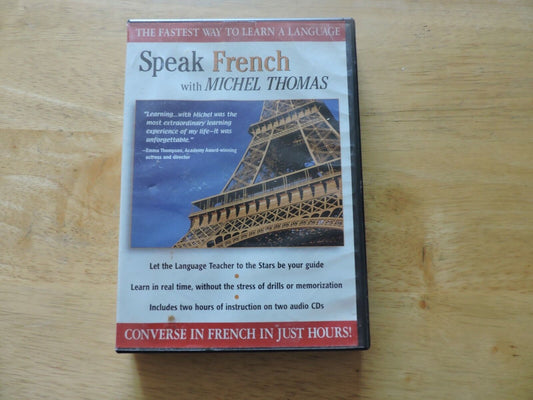 THE FASTEST WAY TO LEARN A LANGUAGE
Speak French
with MICHEL THOMAS
"Learning...with Michel was the
most extraordinary learning
experience of my life—it was
unforgettable."
—Emma Thompson, Academy Award-winning
actress and director
Let the Language Teacher to the Stars be your guide
Learn in real time, without the stress of drills or memorization
Includes two hours of instruction on two audio CDs
CONVERSE IN FRENCH IN JUST HOURS!